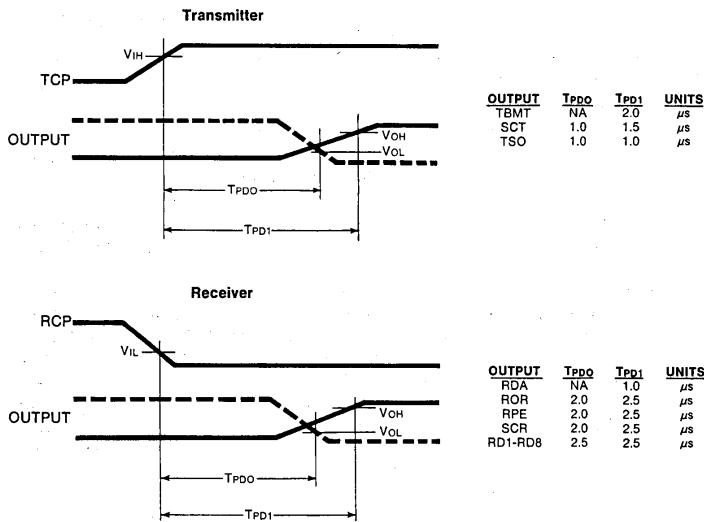 Transmitter
VIH
TCP
OUTPUT
VOH
VOL
TPDO
TPD1
OUTPUT TPDO TPD1 UNITS
TBMT NA 2.0 µs
SCT 1.0 1.5 µs
TSO 1.0 1.0 µs
Receiver
RCP
VIL
OUTPUT
VOH
VOL
TPDO
TPD1
OUTPUT TPDO TPD1 UNITS
RDA NA 1.0 µs
ROR 2.0 2.5 µs
RPE 2.0 2.5 µs
SCR 2.0 2.5 µs
RD1-RD8 2.5 2.5 µs